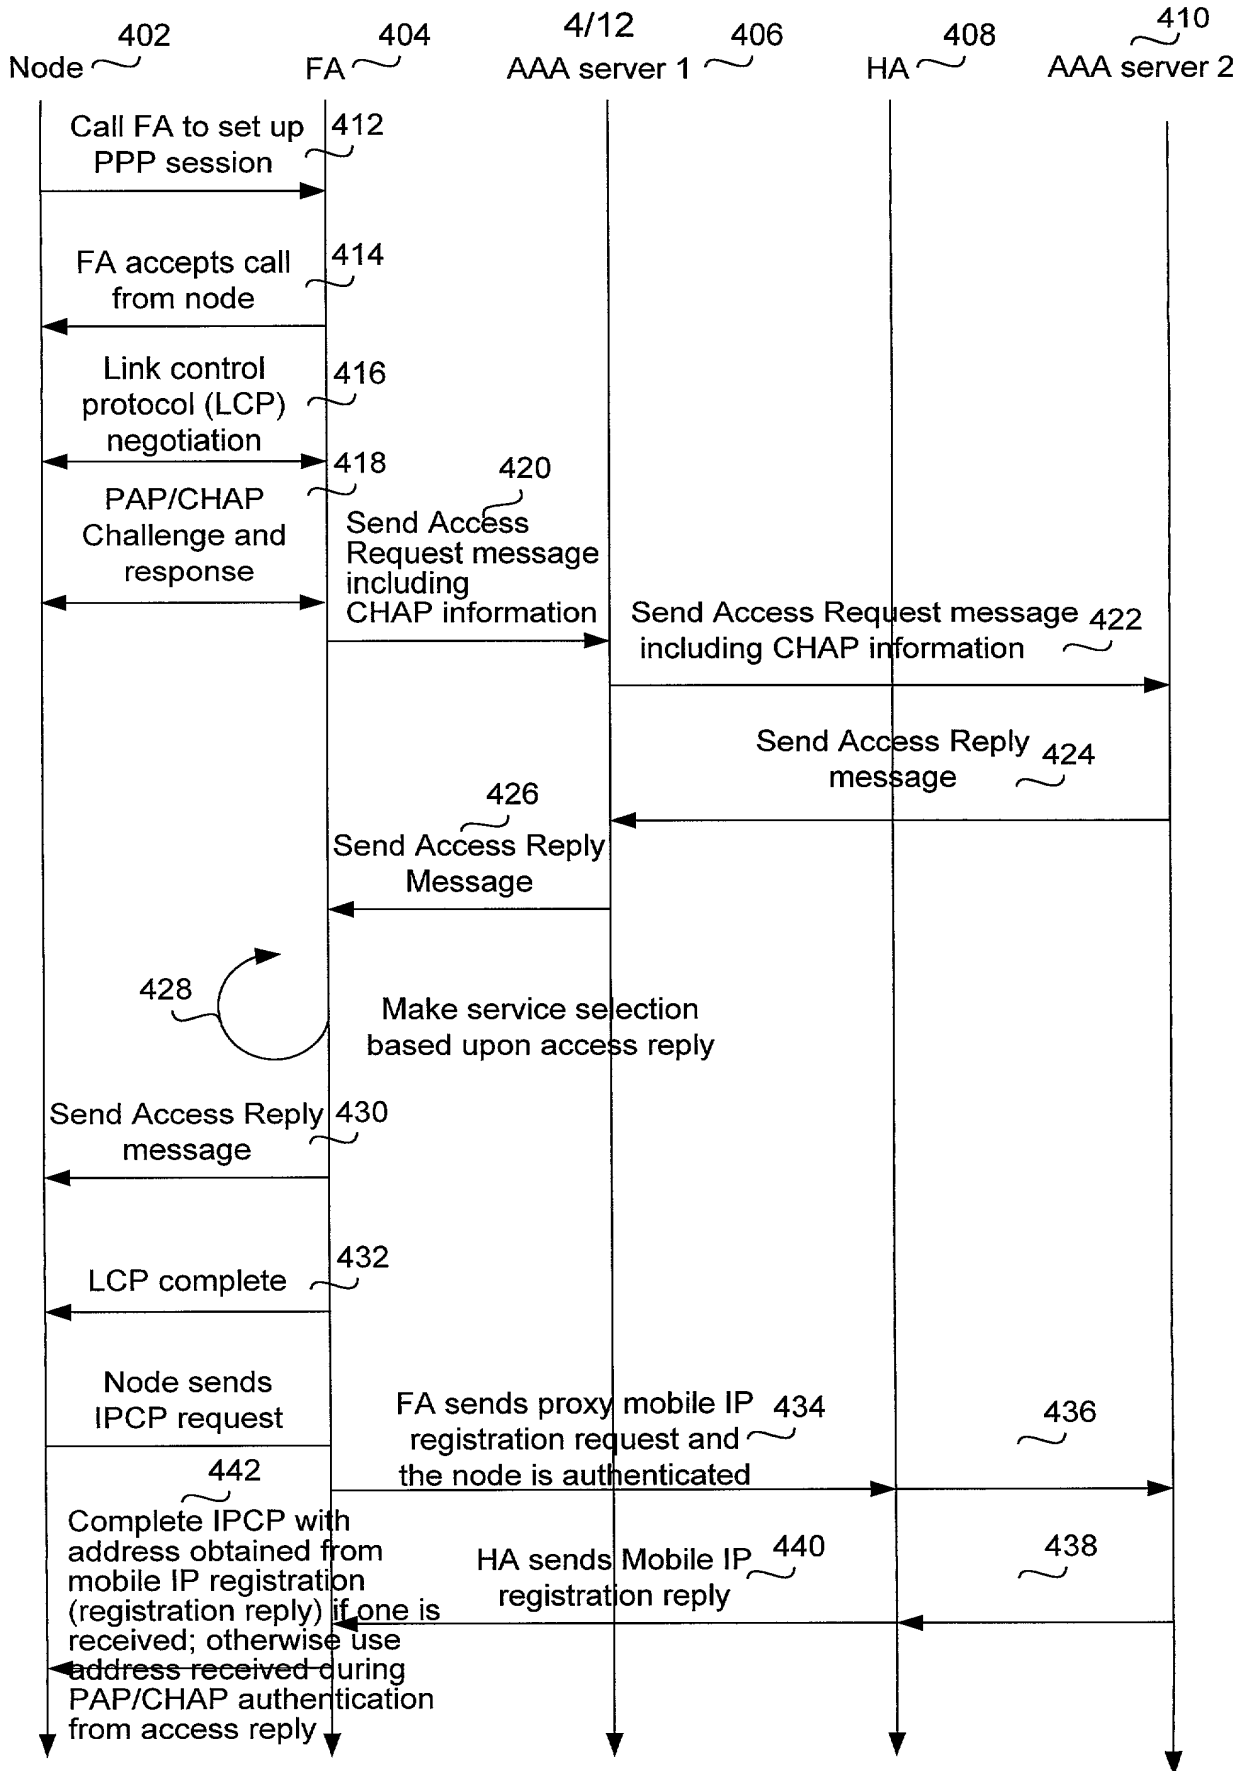 4/12
402
404
406
408
410
Node
FA
AAA server 1
HA
AAA server 2
Call FA to set up
PPP session
412
FA accepts call
from node
414
Link control
protocol (LCP)
negotiation
416
PAP/CHAP
Challenge and
response
418
420
Send Access
Request message
including
CHAP information
Send Access Request message
including CHAP information
422
Send Access Reply
message
424
426
Send Access Reply
Message
428
Make service selection
based upon access reply
Send Access Reply
message
430
LCP complete
432
Node sends
IPCP request
FA sends proxy mobile IP
registration request and
the node is authenticated
434
436
442
Complete IPCP with
address obtained from
mobile IP registration
(registration reply) if one is
received; otherwise use
address received during
PAP/CHAP authentication
from access reply
HA sends Mobile IP
registration reply
440
438